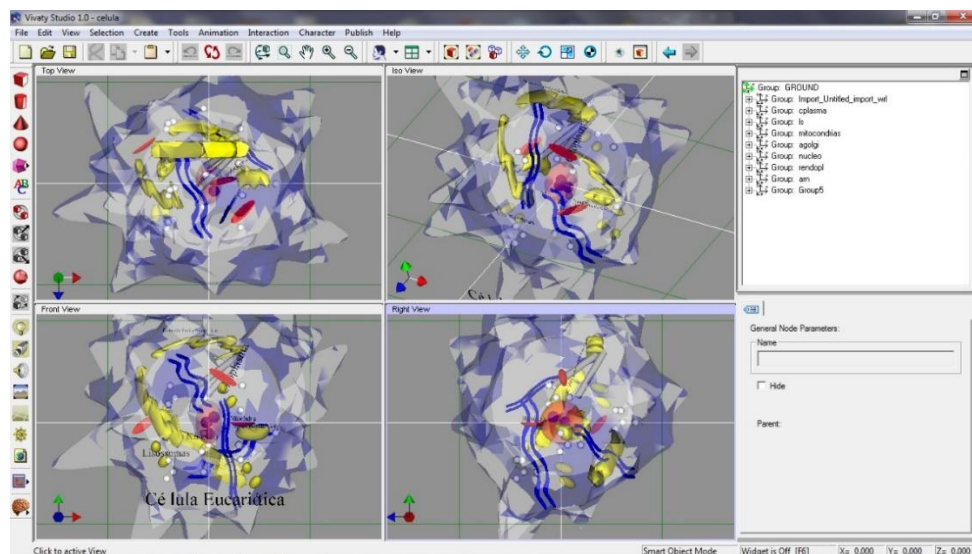 Vivaty Studio 1.0 - celula
File Edit View Selection Create Tools Animation Interaction Character Publish Help
Top View
Iso View
Group: GROUND
Group: Import_Untitled_import_wrl
Group: cplasma
Group: ls
Group: mitocondrias
Group: agolgi
Group: nucleo
Group: rendopl
Group: arn
Group: Group5
ABC
Front View
Right View
General Node Parameters:
Name
Hide
Parent:
Lisosomas
Célula Eucariótica
Click to active View
Smart Object Mode
Widget is Off [F6]
X= 0.000 Y= 0.000 Z= 0.000